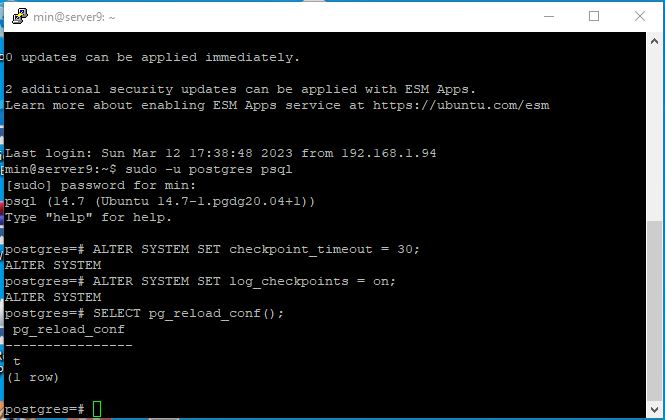 min@server9: ~
0 updates can be applied immediately.
2 additional security updates can be applied with ESM Apps.
Learn more about enabling ESM Apps service at https://ubuntu.com/esm
Last login: Sun Mar 12 17:38:48 2023 from 192.168.1.94
min@server9:~$ sudo -u postgres psql
[sudo] password for min:
psql (14.7 (Ubuntu 14.7-1.pgdg20.04+1))
Type "help" for help.
postgres=# ALTER SYSTEM SET checkpoint_timeout = 30;
ALTER SYSTEM
postgres=# ALTER SYSTEM SET log_checkpoints = on;
ALTER SYSTEM
postgres=# SELECT pg_reload_conf();
pg_reload_conf
----------------
t
(1 row)
postgres=#